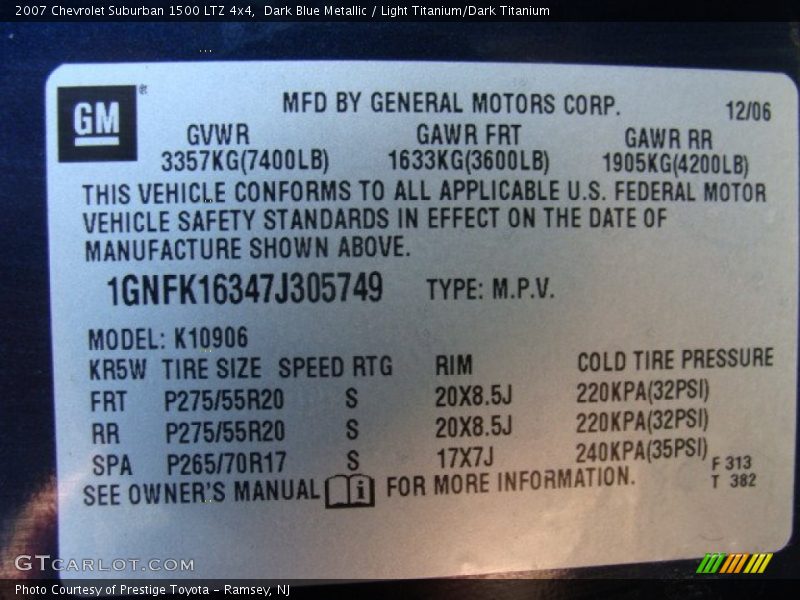 2007 Chevrolet Suburban 1500 LTZ 4x4,  Dark Blue Metallic / Light Titanium/Dark Titanium
GM®
MFD BY GENERAL MOTORS CORP. 12/06
GVWR GAWR FRT GAWR RR
3357KG(7400LB) 1633KG(3600LB) 1905KG(4200LB)
THIS VEHICLE CONFORMS TO ALL APPLICABLE U.S. FEDERAL MOTOR
VEHICLE SAFETY STANDARDS IN EFFECT ON THE DATE OF
MANUFACTURE SHOWN ABOVE.
1GNFK16347J305749 TYPE: M.P.V.
MODEL: K10906
KR5W TIRE SIZE SPEED RTG RIM COLD TIRE PRESSURE
FRT P275/55R20 S 20X8.5J 220KPA(32PSI)
RR P275/55R20 S 20X8.5J 220KPA(32PSI)
SPA P265/70R17 S 17X7J 240KPA(35PSI)
F 313
SEE OWNER'S MANUAL i FOR MORE INFORMATION. T 382
GTCARLOT.COM
Photo Courtesy of Prestige Toyota – Ramsey, NJ